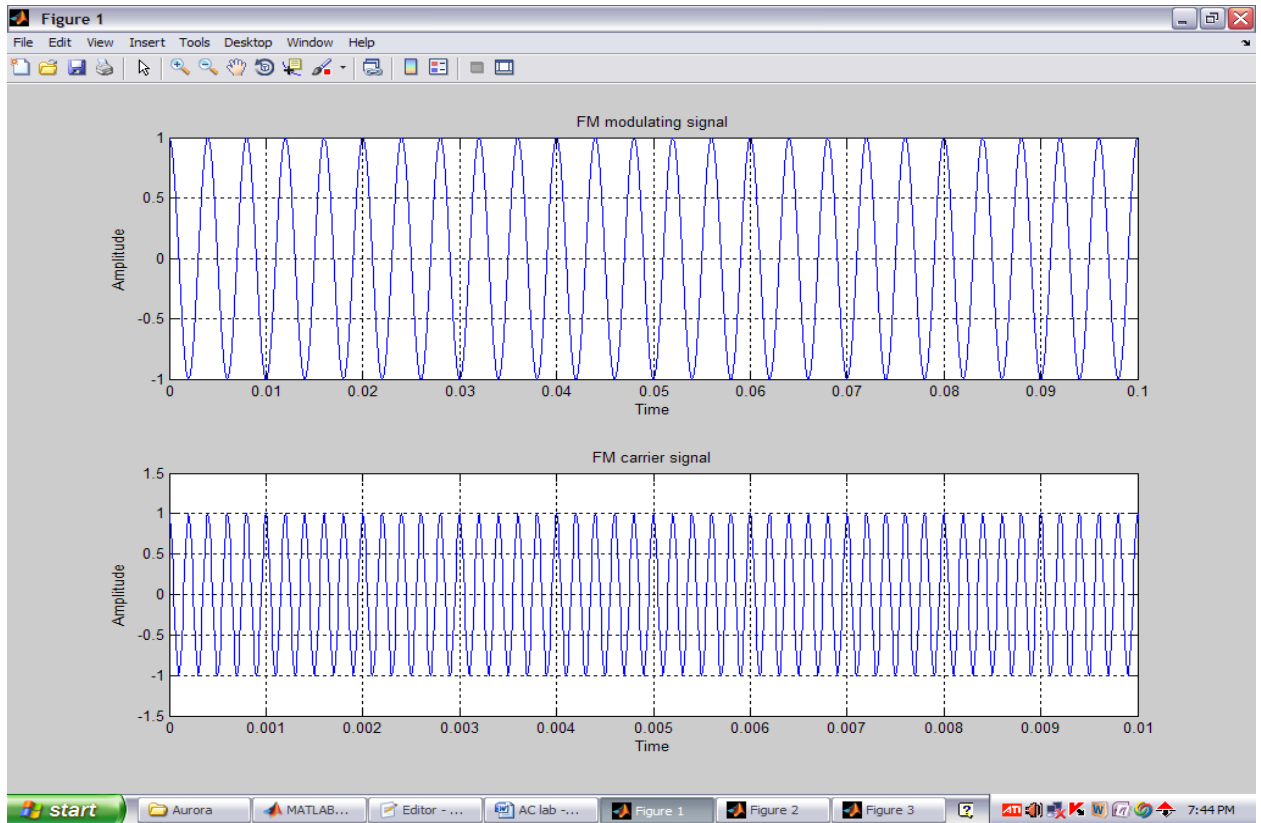 Figure 1
File Edit View Insert Tools Desktop Window Help
FM modulating signal
1
0.5
0
-0.5
-1
Amplitude
0 0.01 0.02 0.03 0.04 0.05 0.06 0.07 0.08 0.09 0.1
Time
FM carrier signal
1.5
1
0.5
0
-0.5
-1
-1.5
Amplitude
0 0.001 0.002 0.003 0.004 0.005 0.006 0.007 0.008 0.009 0.01
Time
start Aurora MATLAB... Editor - ... AC lab -... Figure 1 Figure 2 Figure 3 ATI 7:44 PM